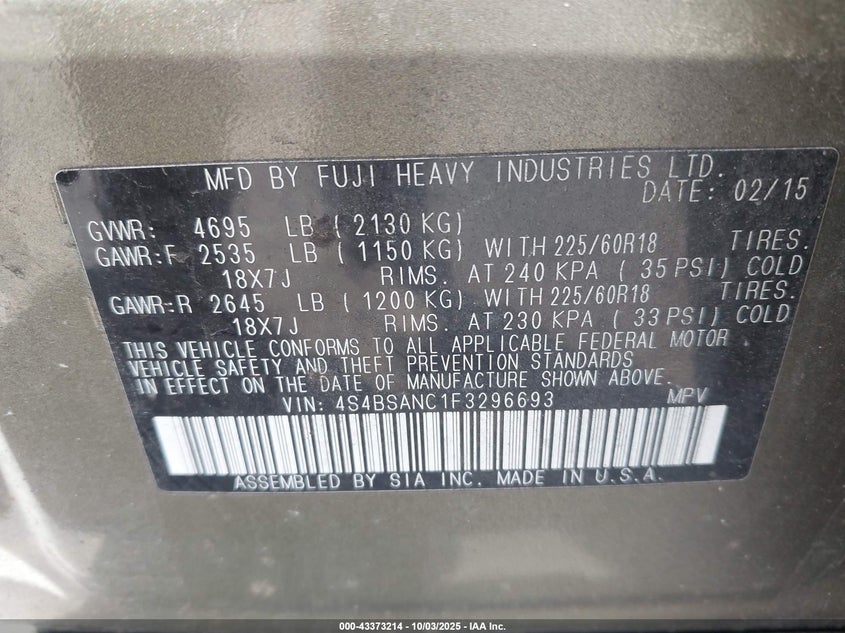 MFD BY FUJI HEAVY INDUSTRIES LTD.
DATE: 02/15
GVWR: 4695 LB ( 2130 KG)
GAWR:F 2535 LB ( 1150 KG) WITH 225/60R18 TIRES.
18X7J RIMS. AT 240 KPA ( 35 PSI) COLD
GAWR:R 2645 LB ( 1200 KG) WITH 225/60R18 TIRES.
18X7J RIMS. AT 230 KPA ( 33 PSI) COLD
THIS VEHICLE CONFORMS TO ALL APPLICABLE FEDERAL MOTOR
VEHICLE SAFETY AND THEFT PREVENTION STANDARDS
IN EFFECT ON THE DATE OF MANUFACTURE SHOWN ABOVE.
VIN: 4S4BSANC1F3296693 MPV
ASSEMBLED BY SIA INC. MADE IN U.S.A.
000-43373214 - 10/03/2025 - IAA Inc.